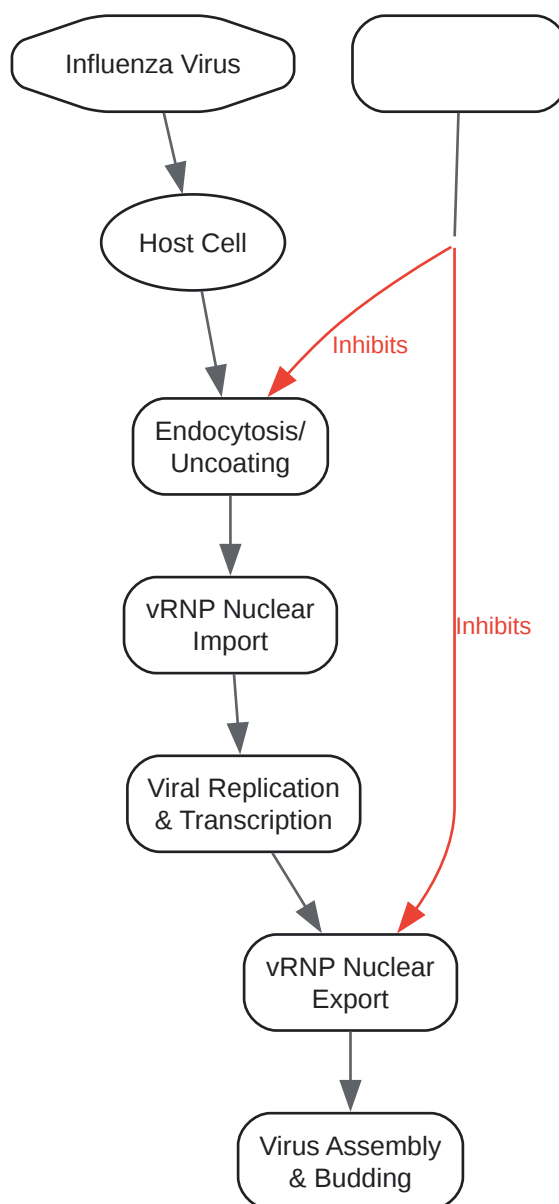 Influenza Virus
Host Cell
Inhibits
Endocytosis/
Uncoating
vRNP Nuclear
Import
Inhibits
Viral Replication
& Transcription
vRNP Nuclear
Export
Virus Assembly
& Budding